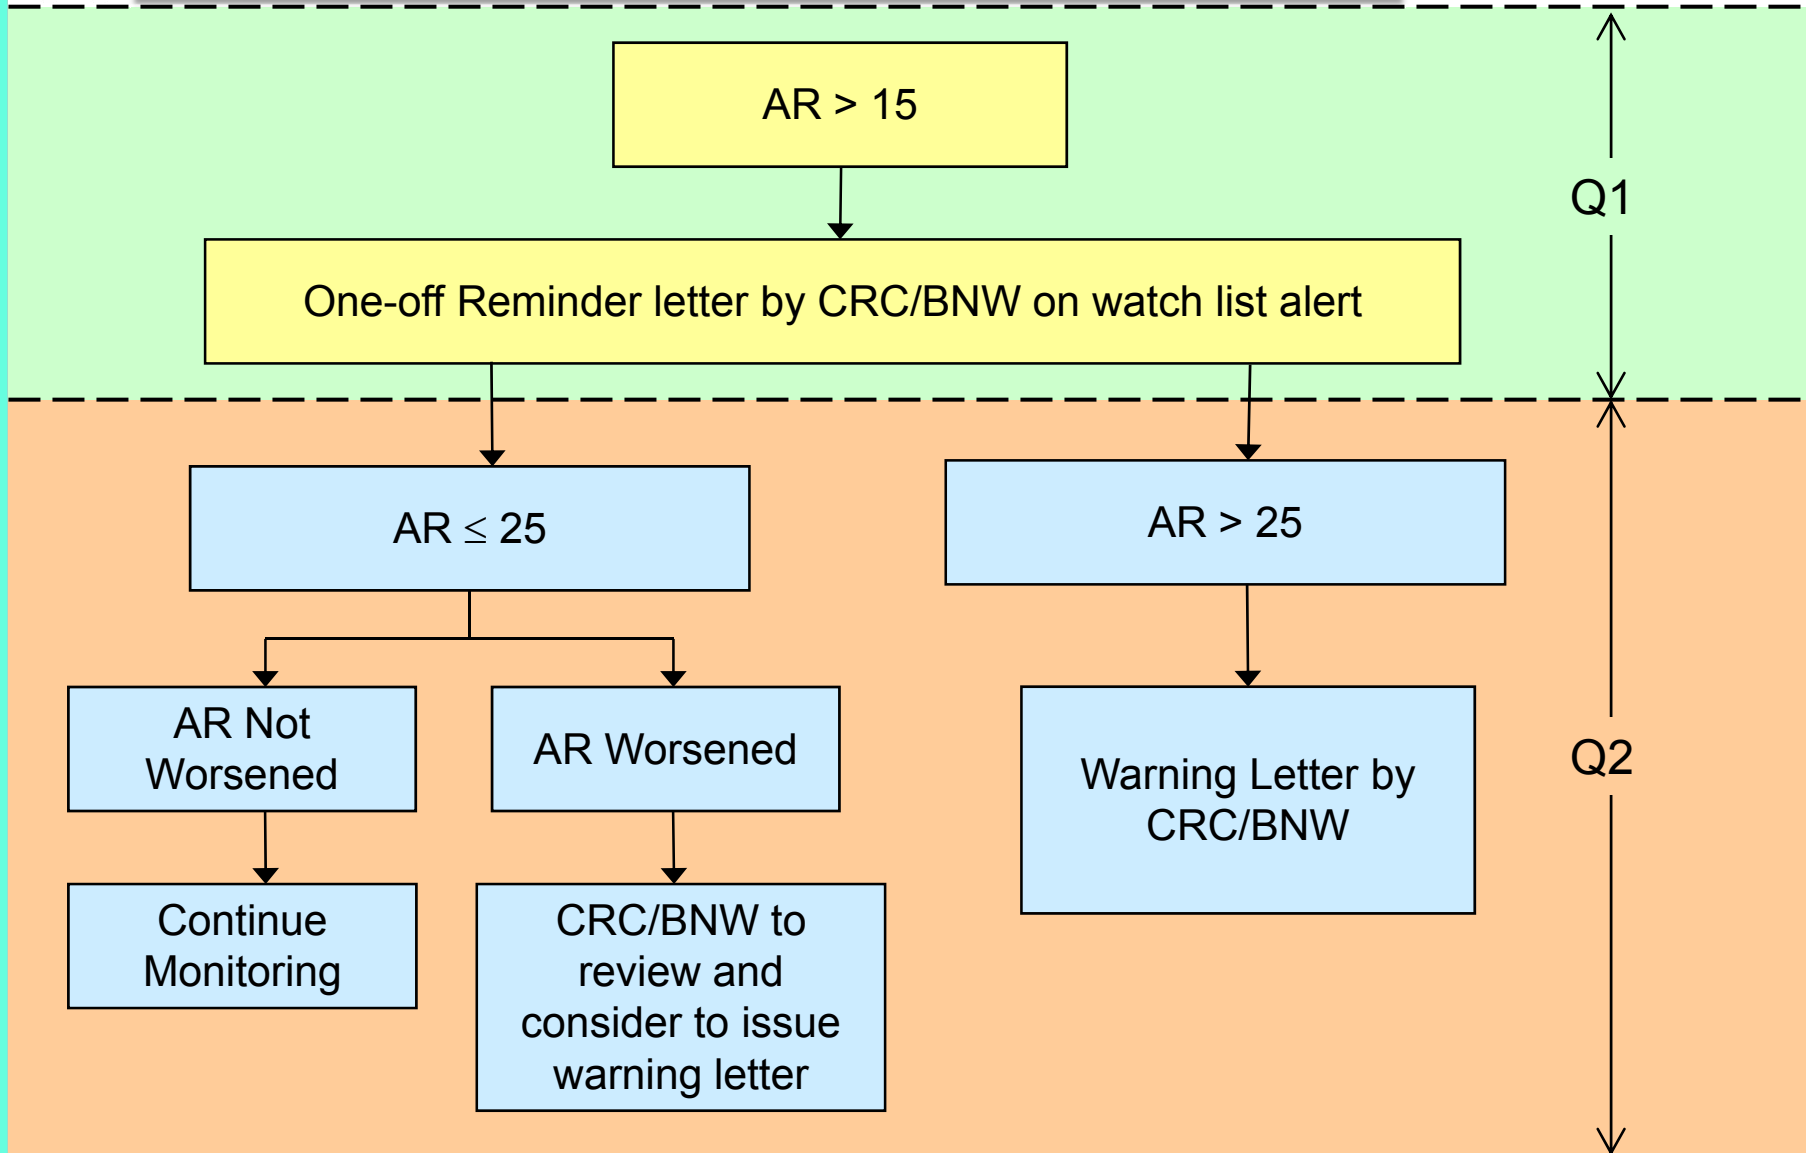 AR > 15
Q1
One-off Reminder letter by CRC/BNW on watch list alert
AR ≤ 25
AR > 25
AR Not
Worsened
AR Worsened
Warning Letter by
CRC/BNW
Q2
Continue
Monitoring
CRC/BNW to
review and
consider to issue
warning letter